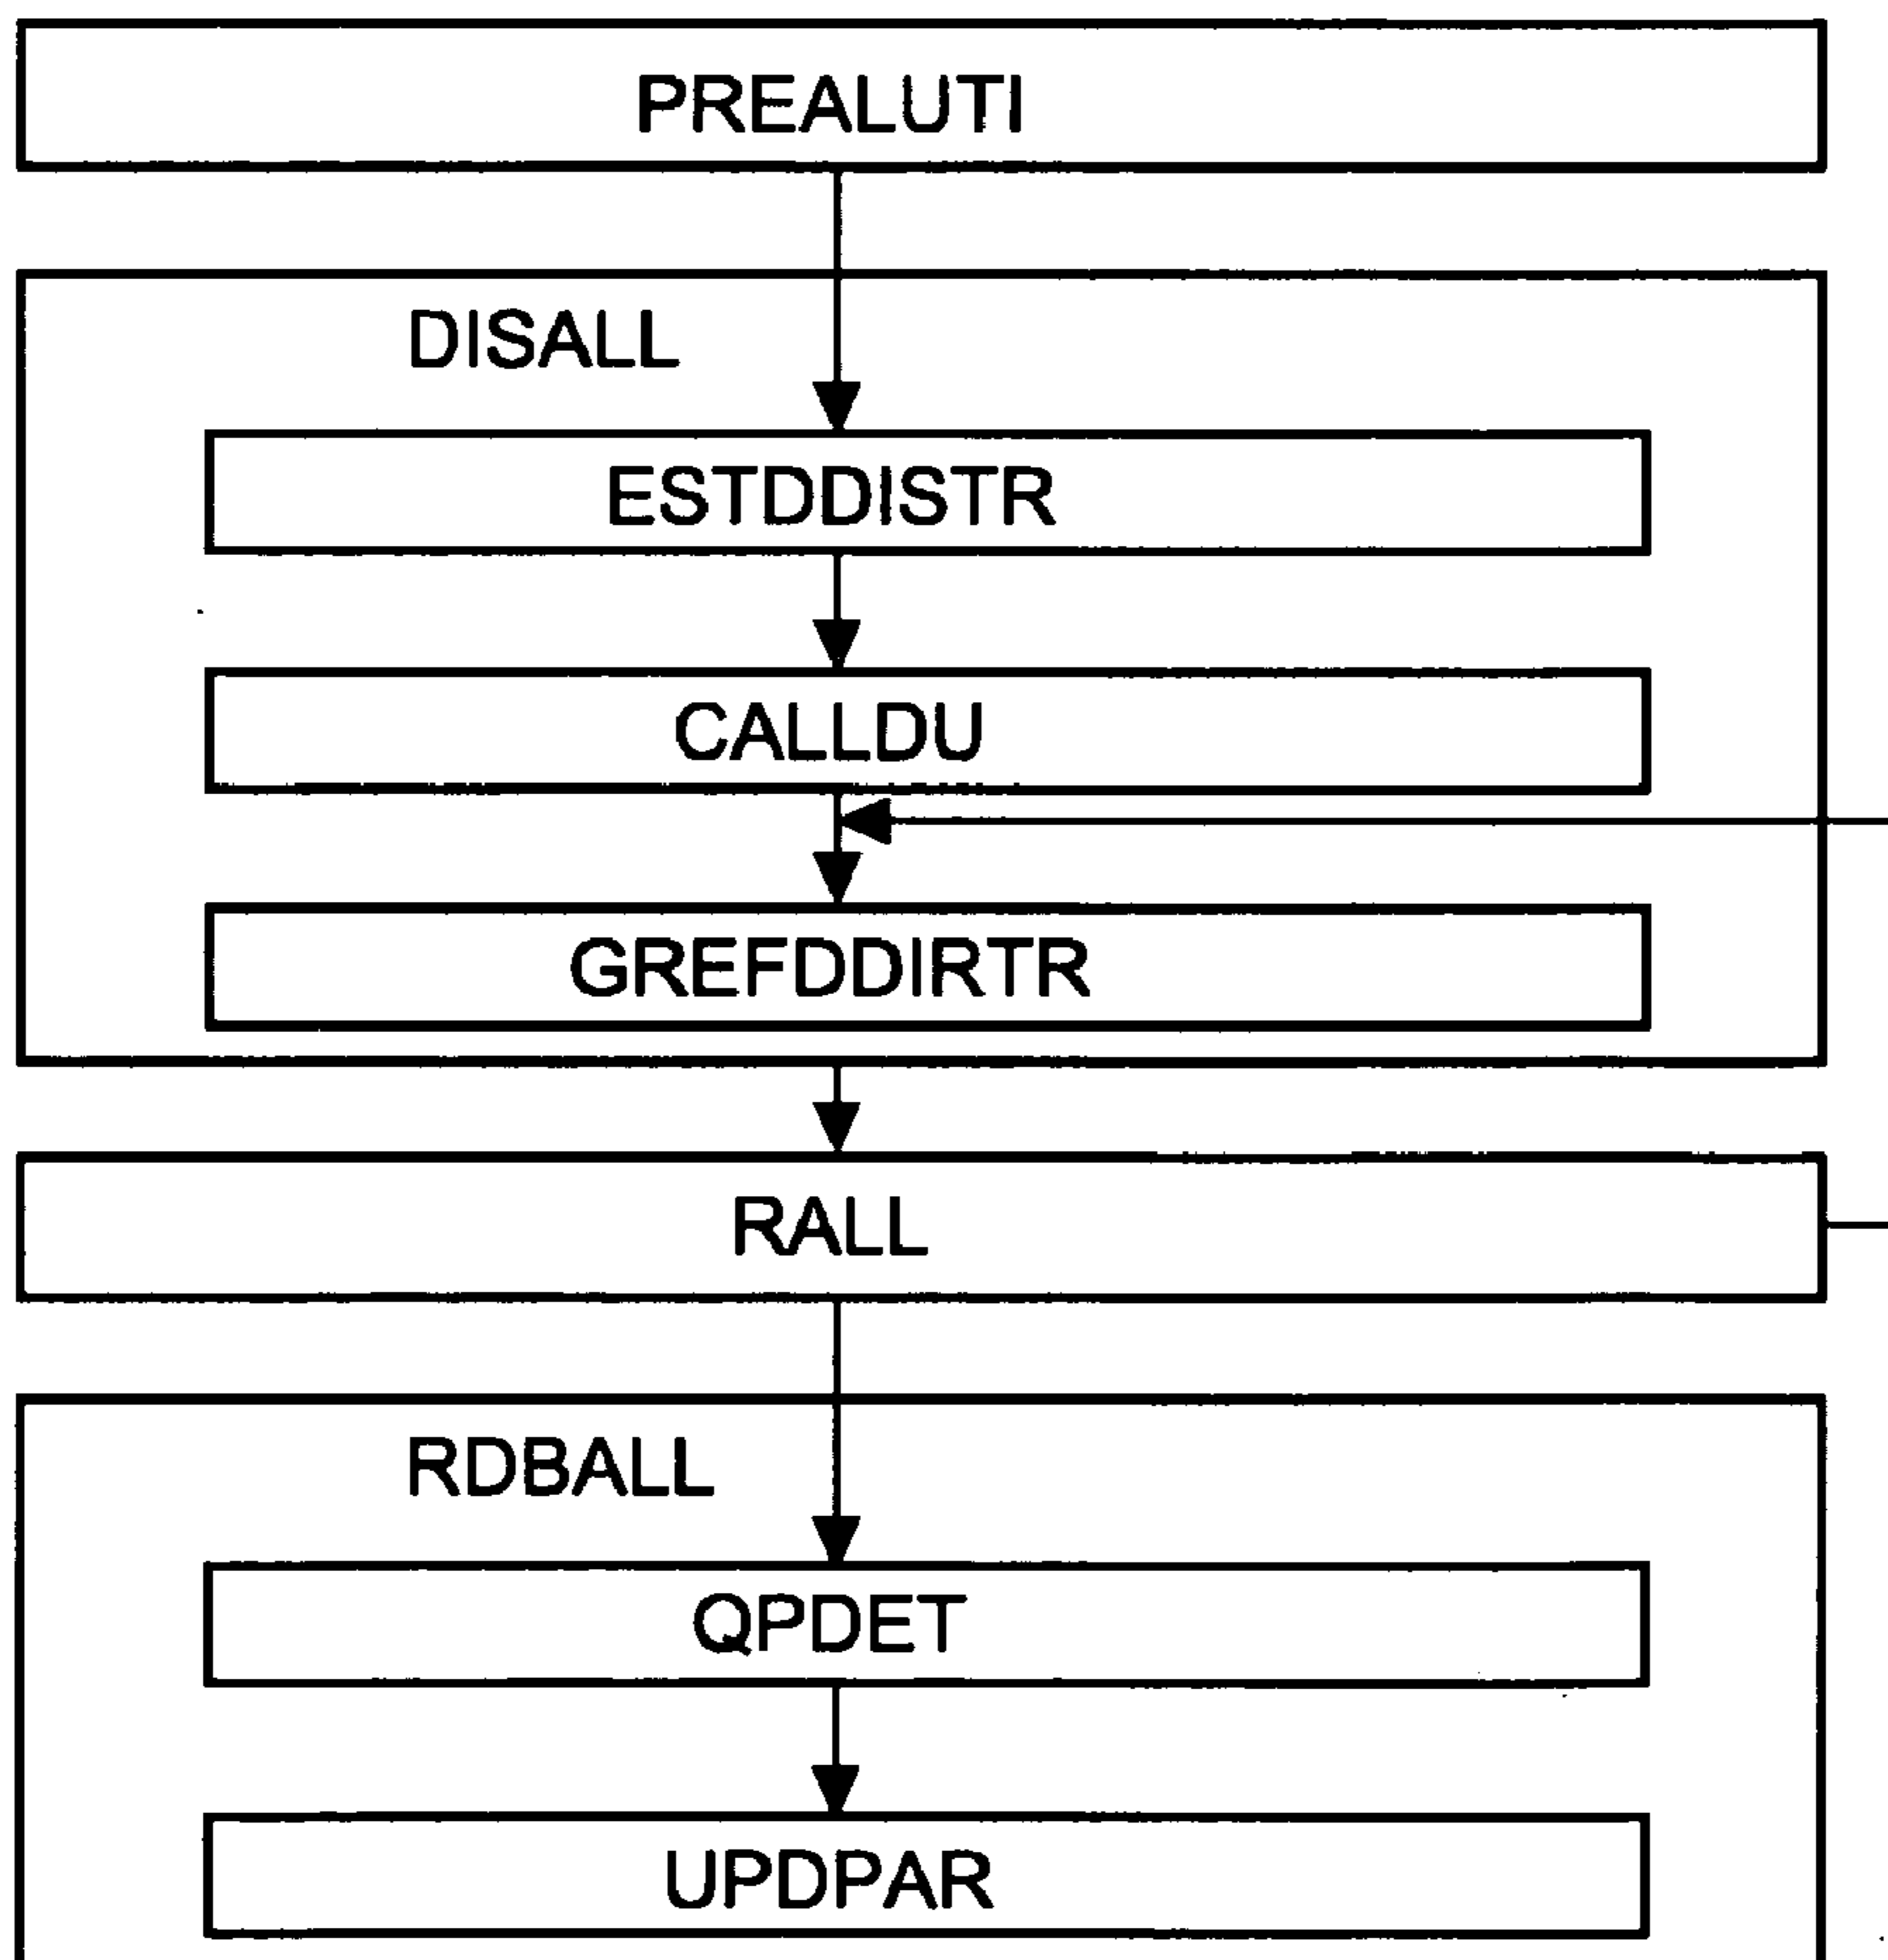 PREALUTI
DISALL
ESTDDISTR
CALLDU
GREFDDIRTR
RALL
RDBALL
QPDET
UPDPAR